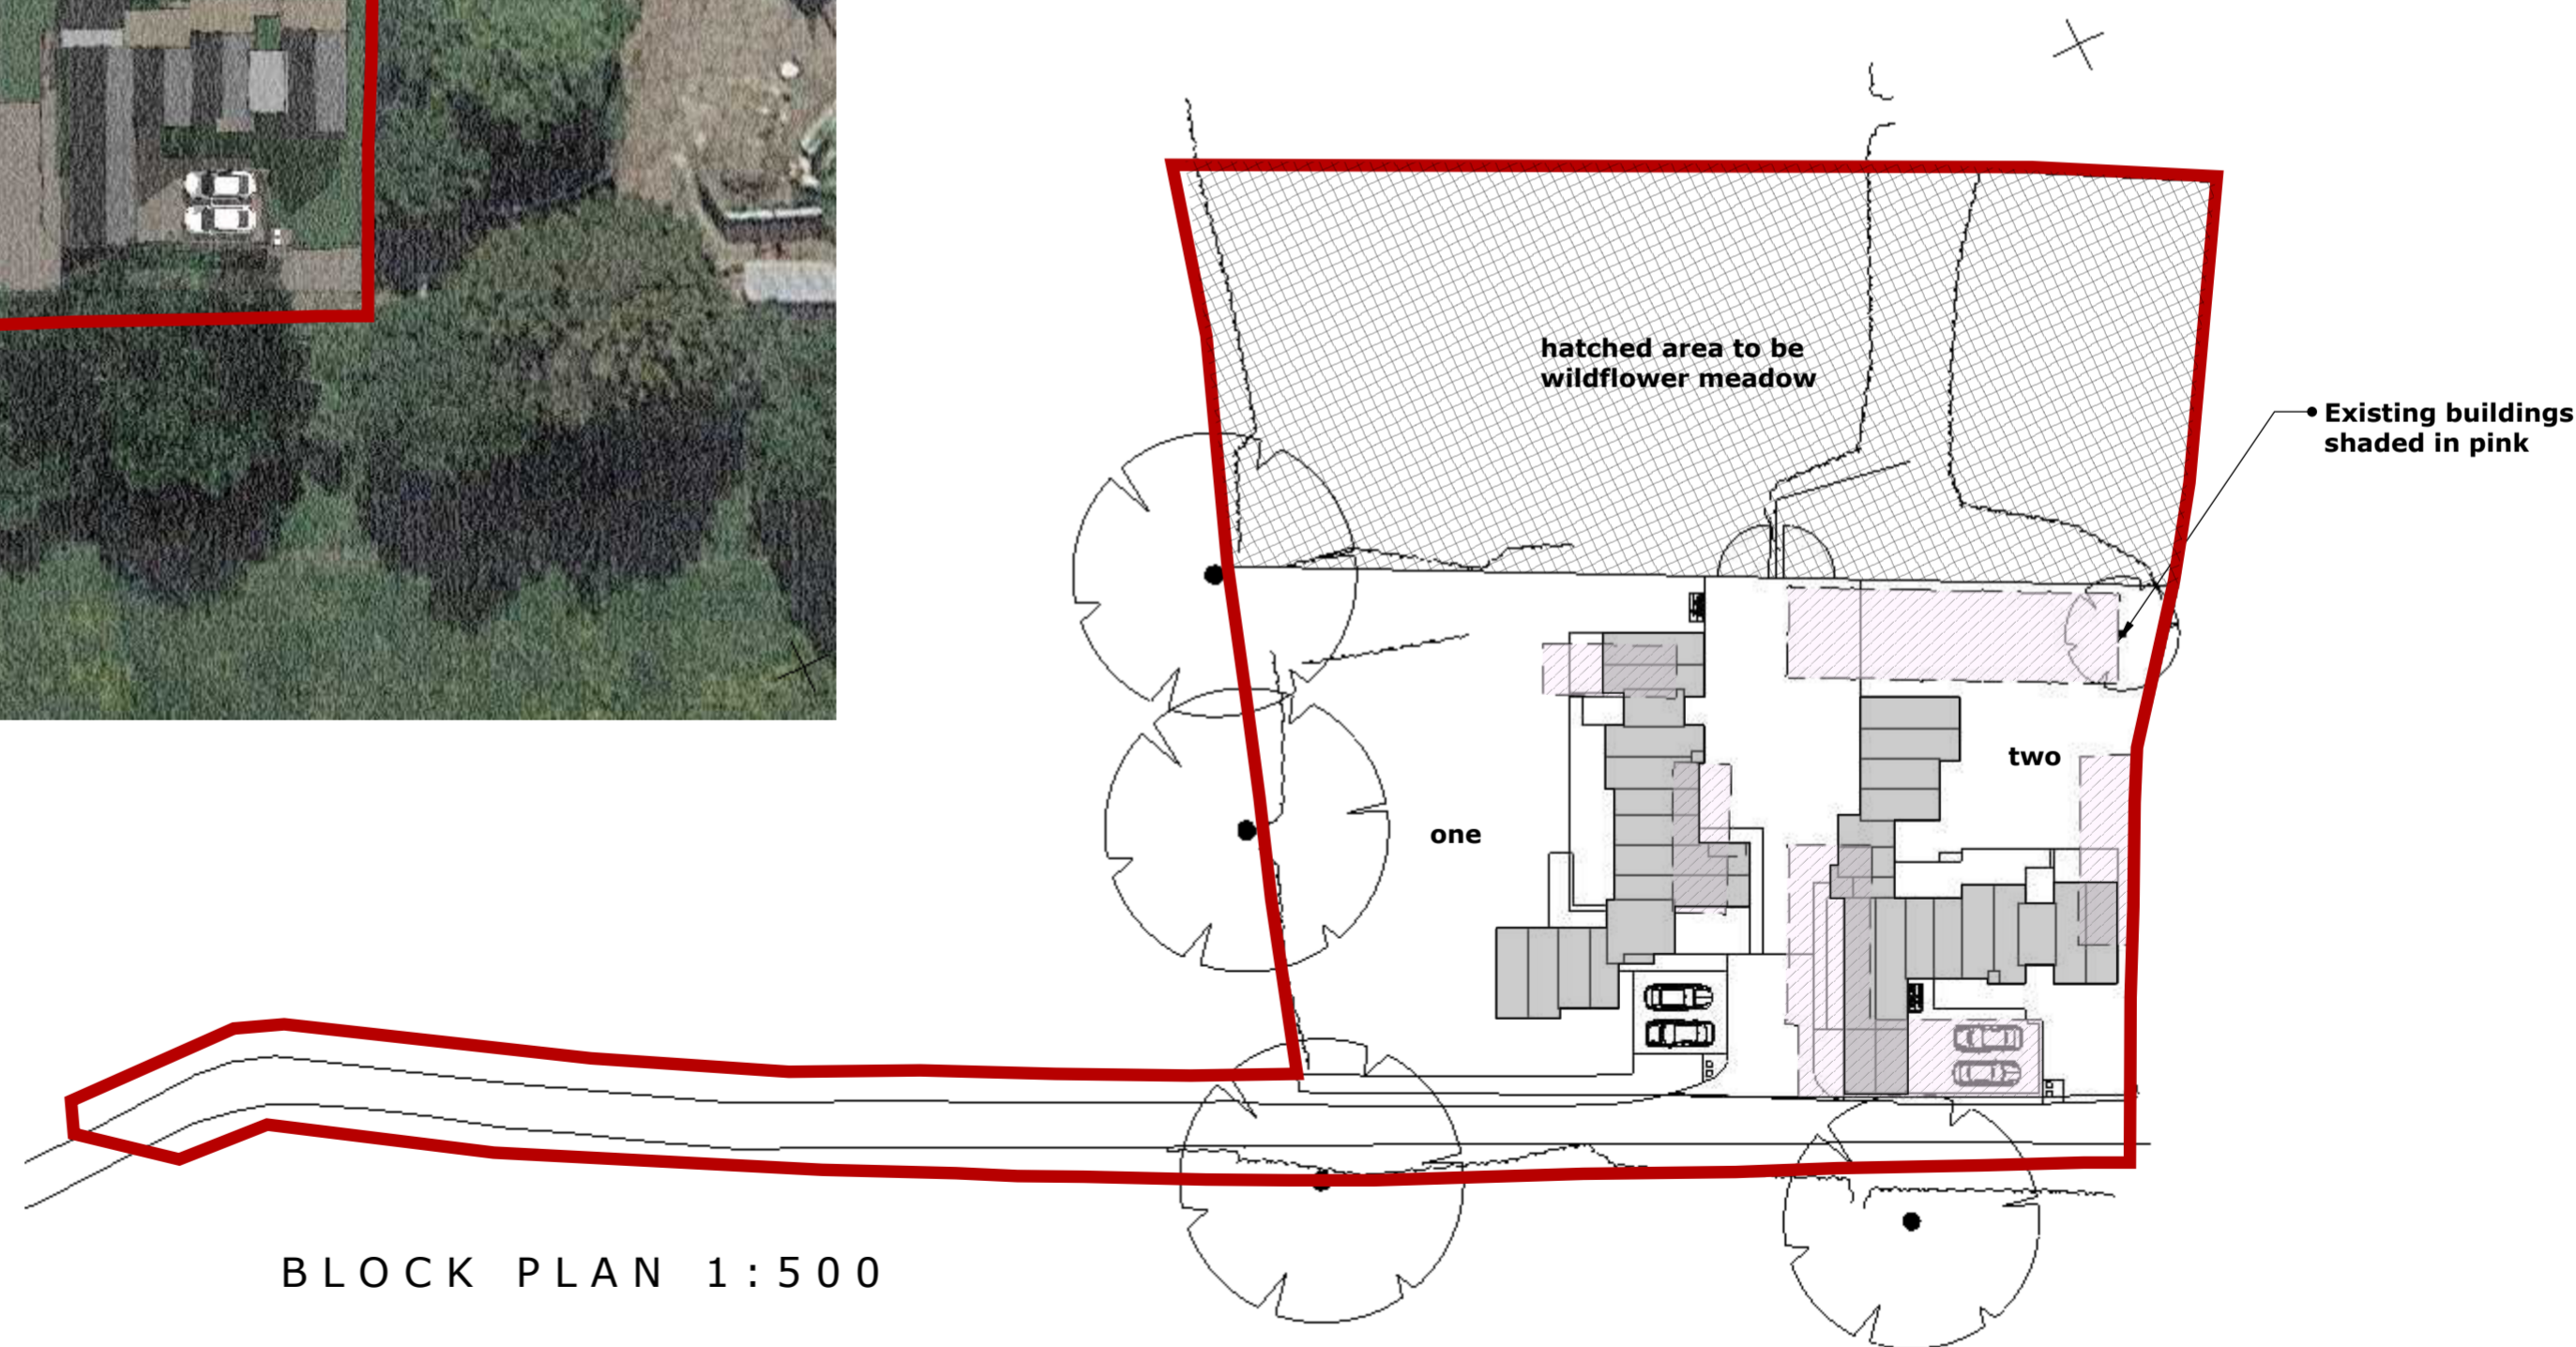 hatched area to be
wildflower meadow
Existing buildings
shaded in pink
two
one
BLOCK PLAN 1:500